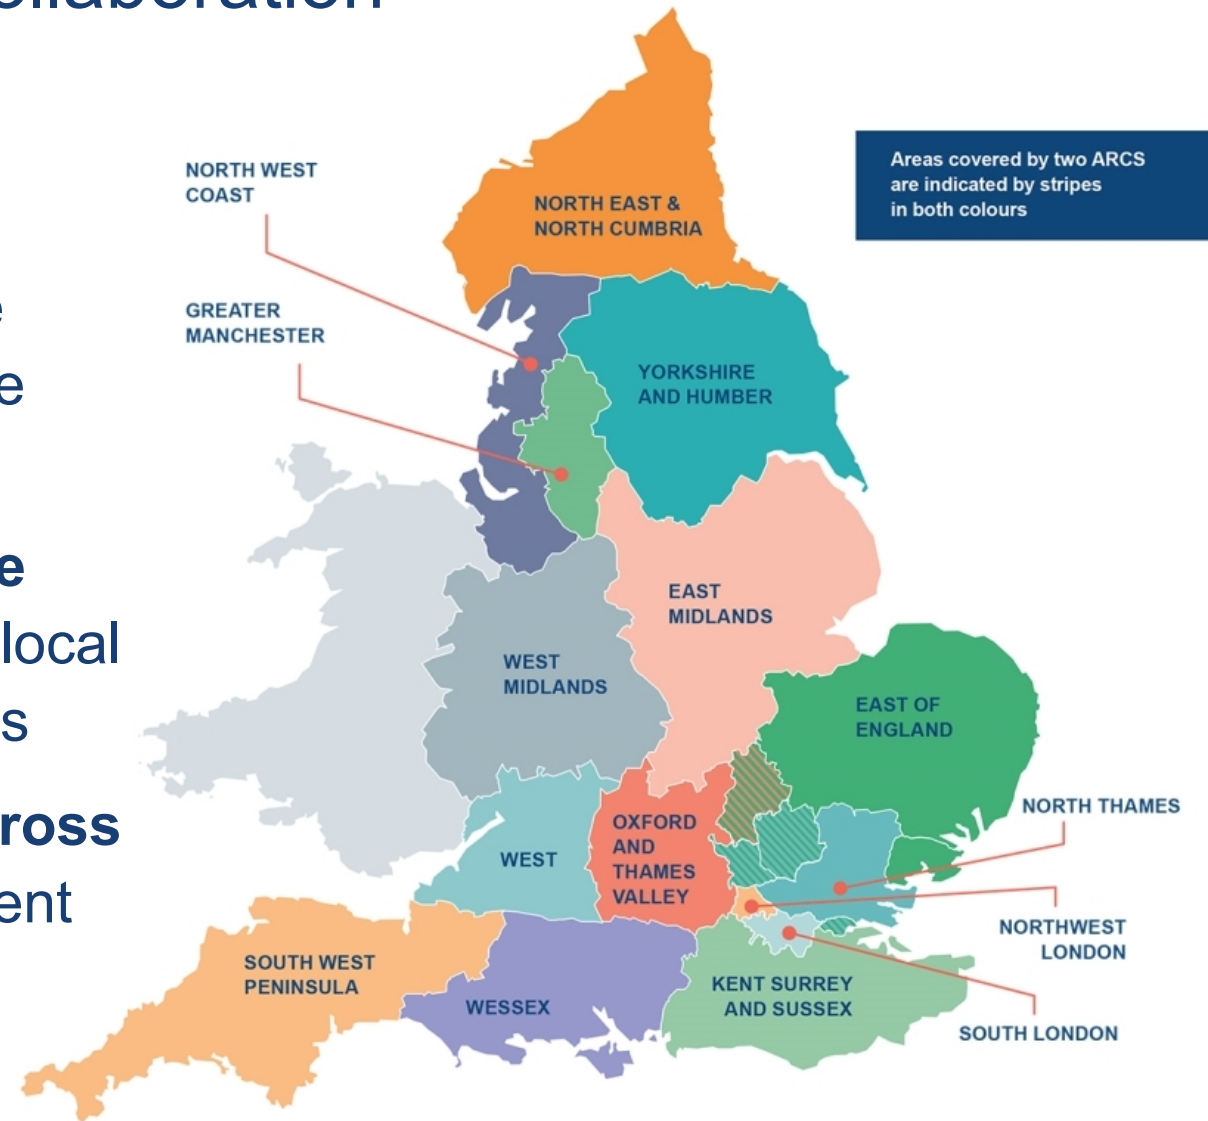 ollaboration
e
e
e
local
s
ross
ent
NORTH WEST
COAST
GREATER
MANCHESTER
NORTH EAST &
NORTH CUMBRIA
Areas covered by two ARCS
are indicated by stripes
in both colours
YORKSHIRE
AND HUMBER
EAST
MIDLANDS
WEST
MIDLANDS
EAST OF
ENGLAND
NORTH THAMES
OXFORD
AND
THAMES
VALLEY
WEST
NORTHWEST
LONDON
SOUTH WEST
PENINSULA
WESSEX
KENT SURREY
AND SUSSEX
SOUTH LONDON